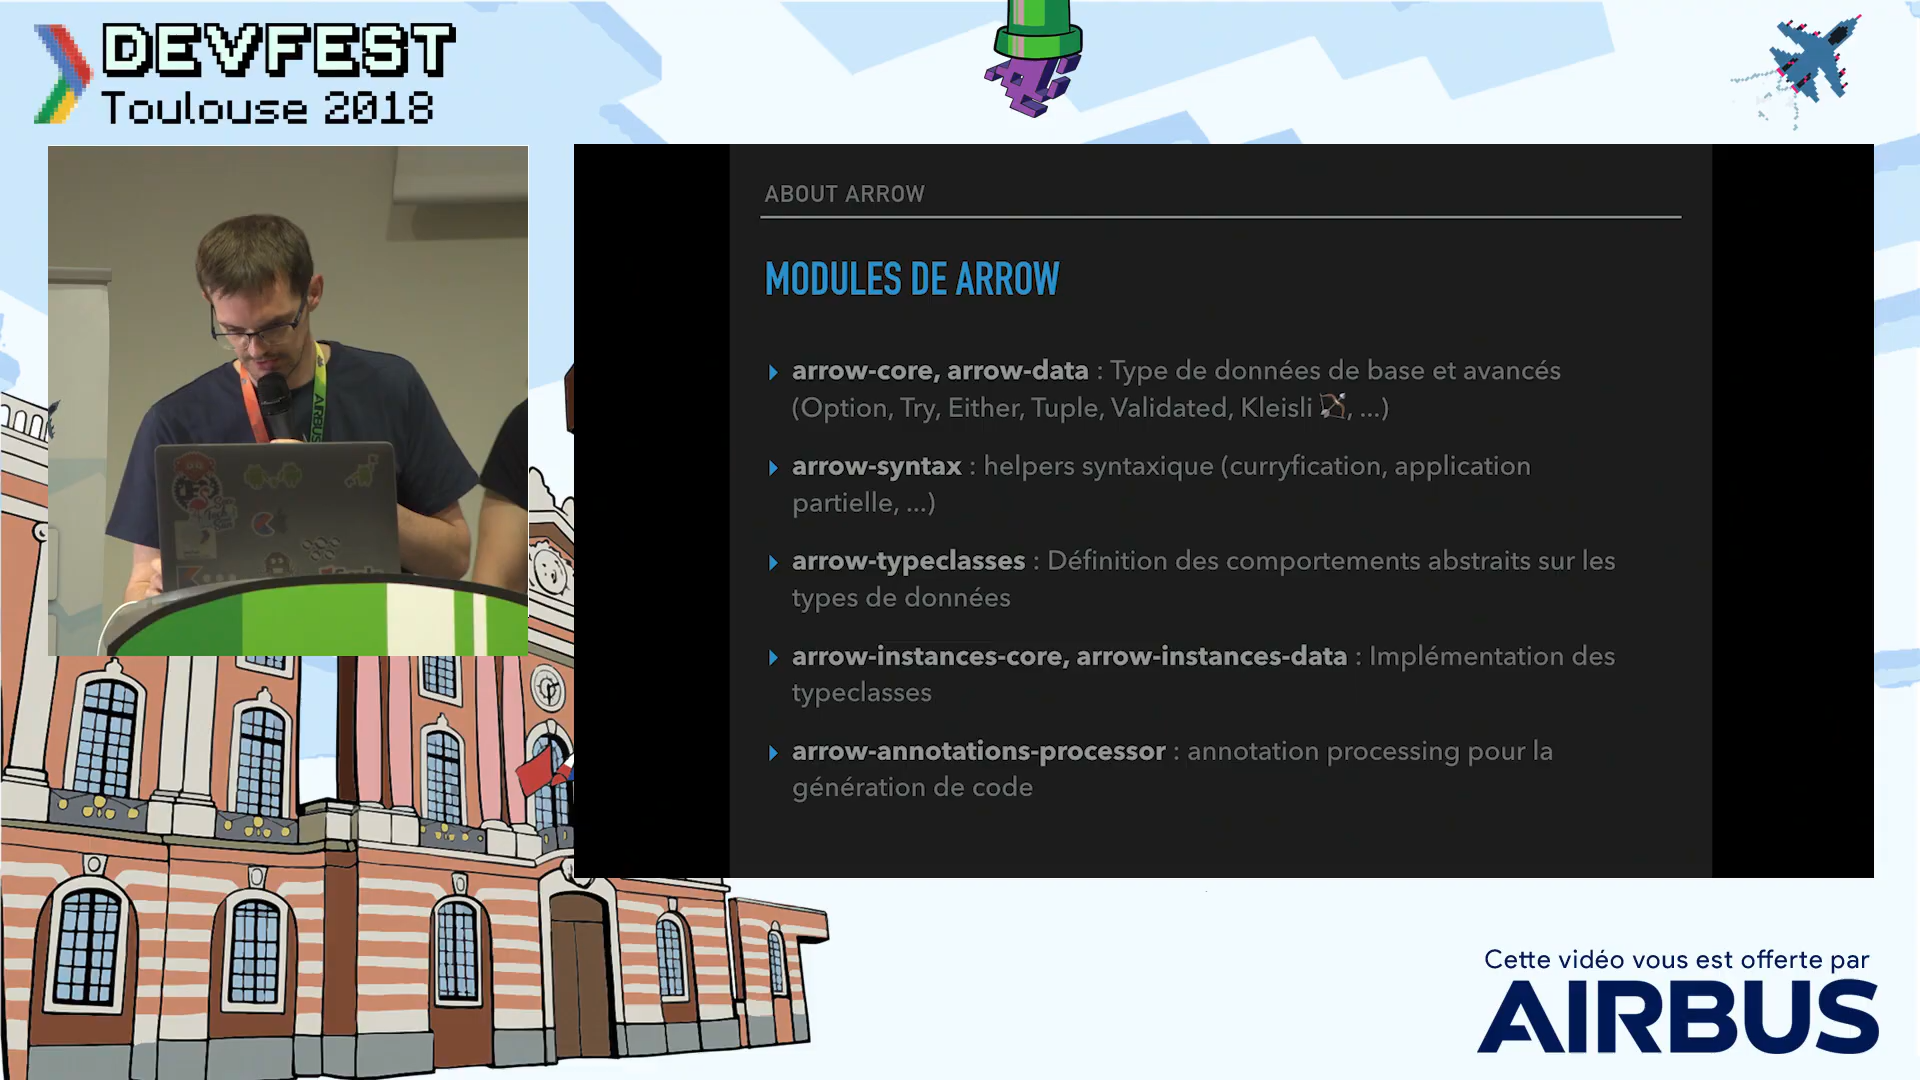 DEVFEST
Toulouse 2018
ABOUT ARROW
MODULES DE ARROW
arrow-core, arrow-data : Type de données de base et avancés
(Option, Try, Either, Tuple, Validated, Kleisli 🏹, ...)
arrow-syntax : helpers syntaxique (curryfication, application
partielle, ...)
arrow-typeclasses : Définition des comportements abstraits sur les
types de données
arrow-instances-core, arrow-instances-data : Implémentation des
typeclasses
arrow-annotations-processor : annotation processing pour la
génération de code
AIRBUS
Cette vidéo vous est offerte par
AIRBUS